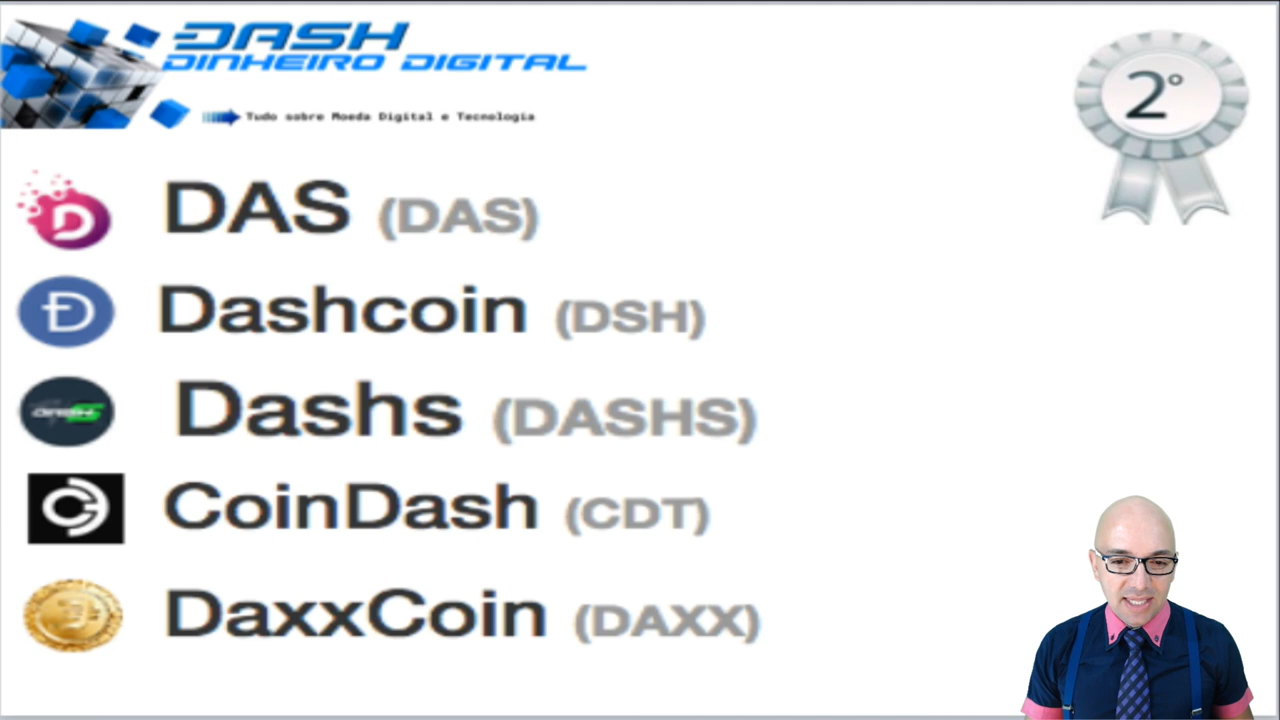 DASH
DINHEIRO DIGITAL
Tudo sobre Moeda Digital e Tecnologia
2º
DAS (DAS)
Dashcoin (DSH)
DASHS Dashs (DASHS)
CoinDash (CDT)
DaxxCoin (DAXX)